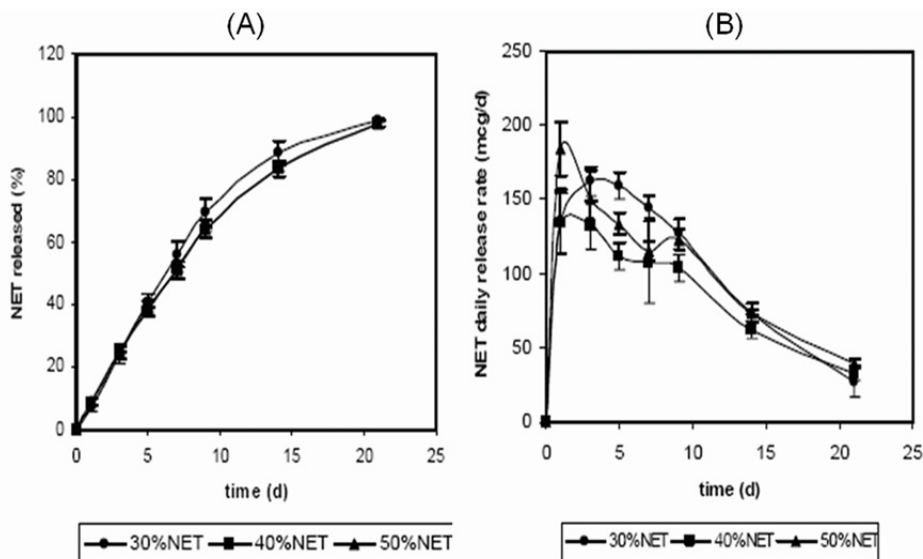 (A)
120
100
80
60
40
20
0
NET released (%)
0 5 10 15 20 25
time (d)
30%NET 40%NET 50%NET
(B)
250
200
150
100
50
0
NET daily release rate (mcg/d)
0 5 10 15 20 25
time (d)
30%NET 40%NET 50%NET